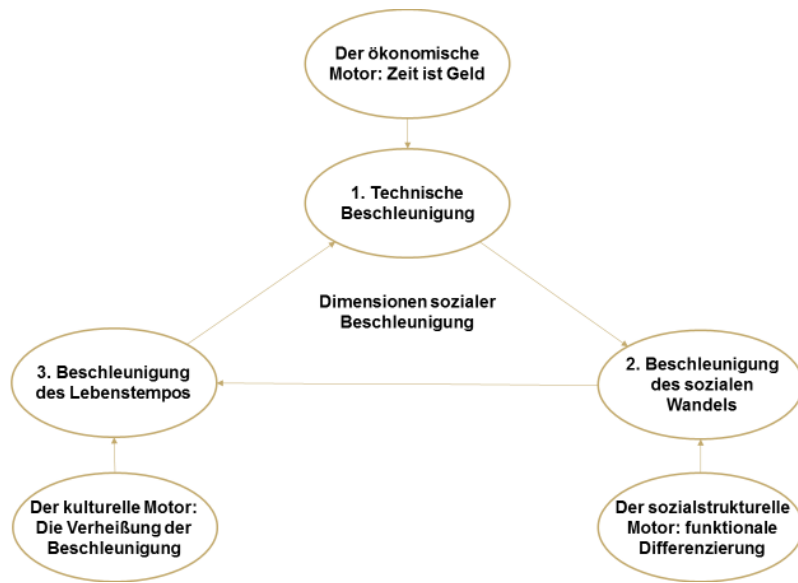 Der ökonomische
Motor: Zeit ist Geld
1. Technische
Beschleunigung
Dimensionen sozialer
Beschleunigung
3. Beschleunigung
des Lebenstempos
2. Beschleunigung
des sozialen
Wandels
Der kulturelle Motor:
Die Verheißung der
Beschleunigung
Der sozialstrukturelle
Motor: funktionale
Differenzierung